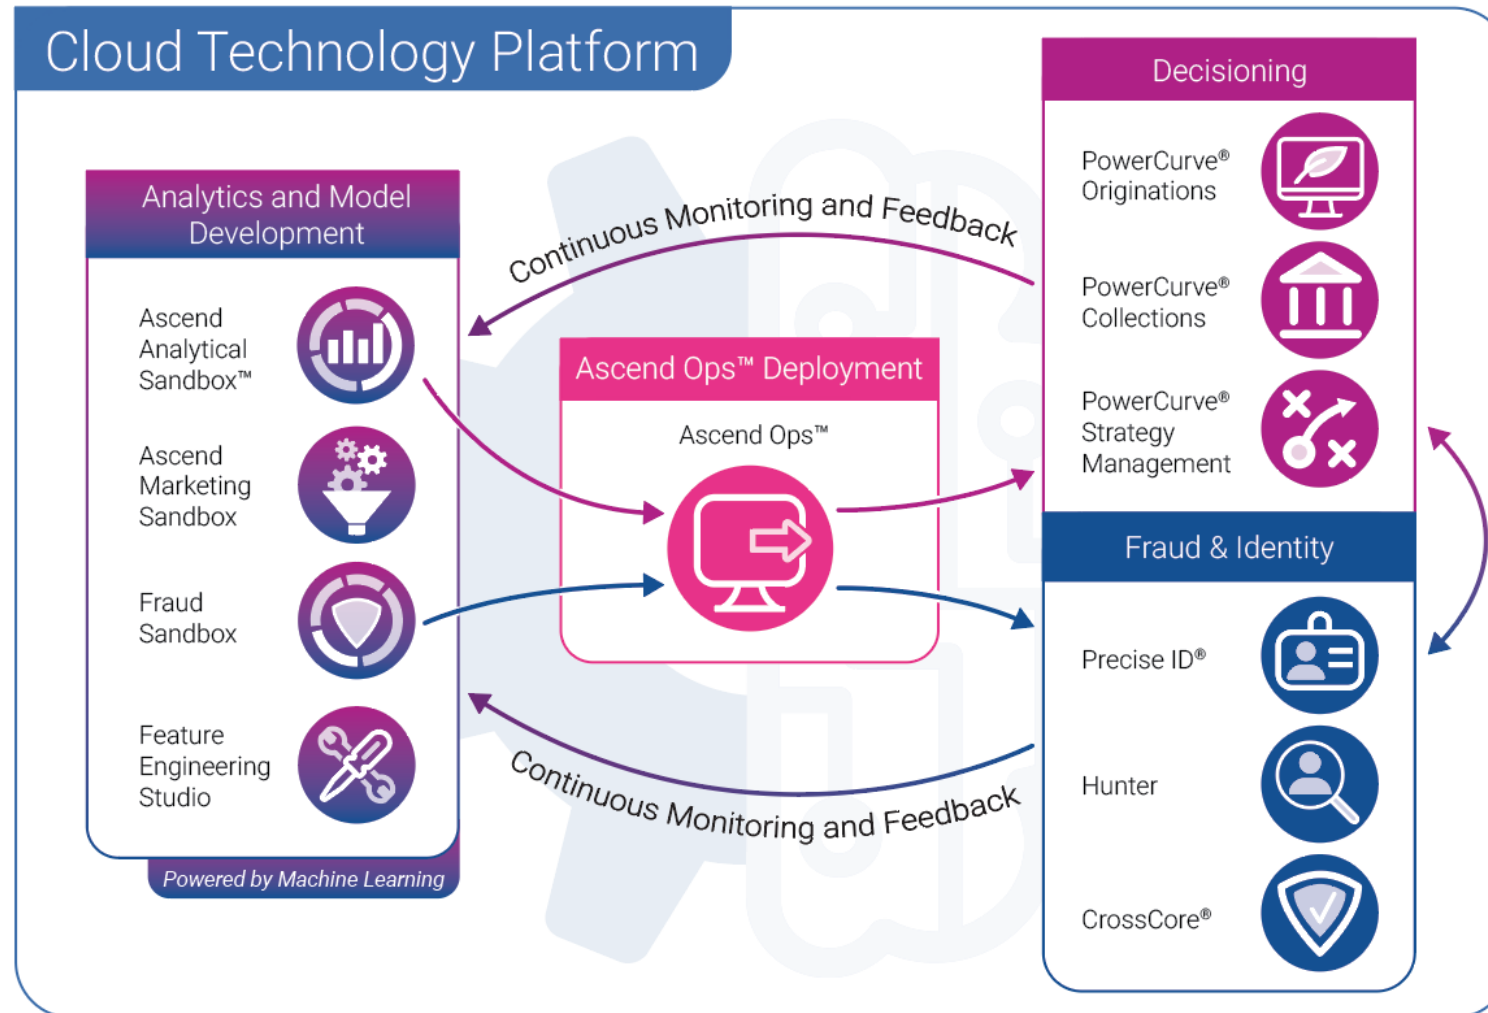 Cloud Technology Platform
Analytics and Model
Development
Ascend
Analytical
Sandbox™
Ascend
Marketing
Sandbox
Fraud
Sandbox
Feature
Engineering
Studio
Powered by Machine Learning
Continuous Monitoring and Feedback
Ascend Ops™ Deployment
Ascend Ops™
Continuous Monitoring and Feedback
Decisioning
PowerCurve®
Originations
PowerCurve®
Collections
PowerCurve®
Strategy
Management
Fraud & Identity
Precise ID®
Hunter
CrossCore®